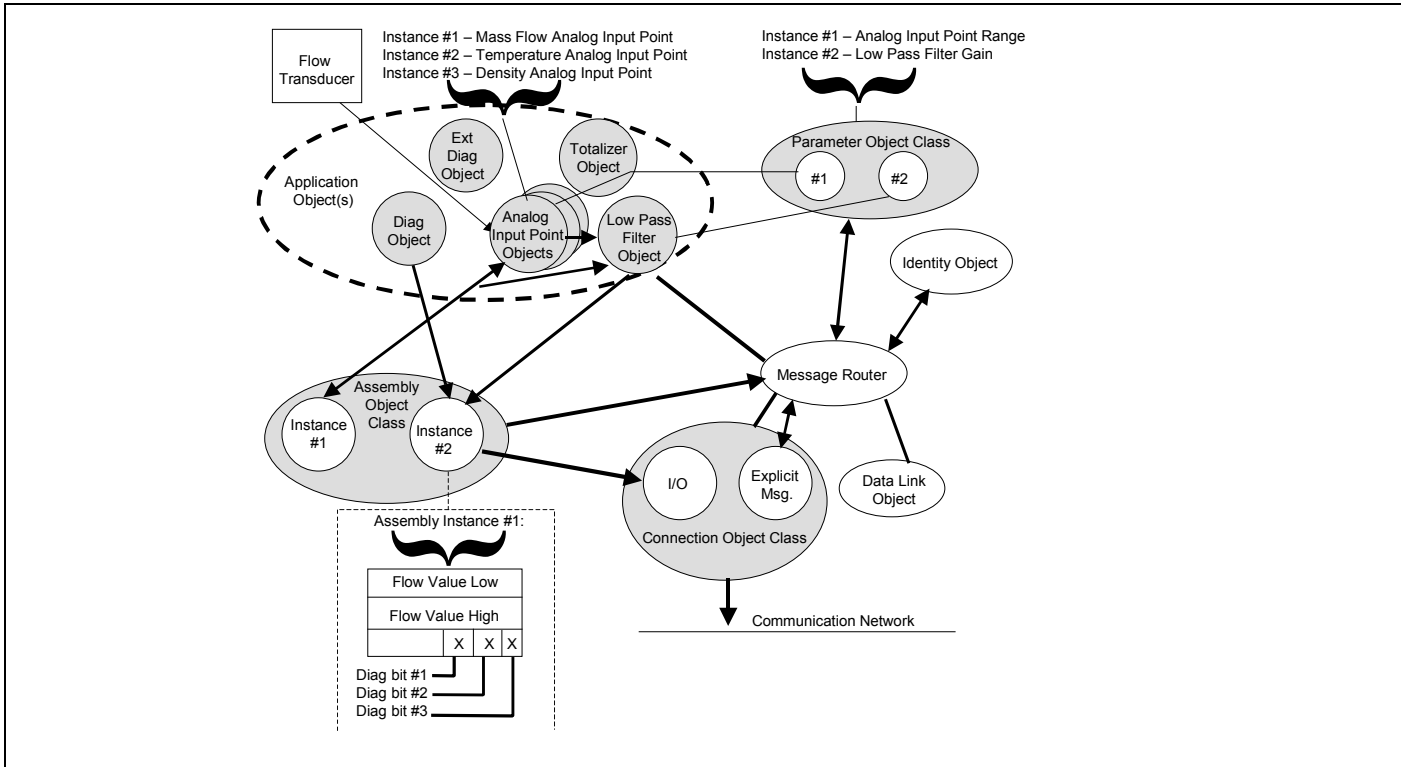 Flow
Transducer
Instance #1 – Mass Flow Analog Input Point
Instance #2 – Temperature Analog Input Point
Instance #3 – Density Analog Input Point
Instance #1 – Analog Input Point Range
Instance #2 – Low Pass Filter Gain
Application
Object(s)
Ext
Diag
Object
Totalizer
Object
Diag
Object
Analog
Input Point
Objects
Low Pass
Filter
Object
Parameter Object Class
#1
#2
Identity Object
Message Router
Assembly
Object
Class
Instance
#1
Instance
#2
I/O
Explicit
Msg.
Connection Object Class
Data Link
Object
Assembly Instance #1:
Flow Value Low
Flow Value High
X X X
Diag bit #1
Diag bit #2
Diag bit #3
Communication Network